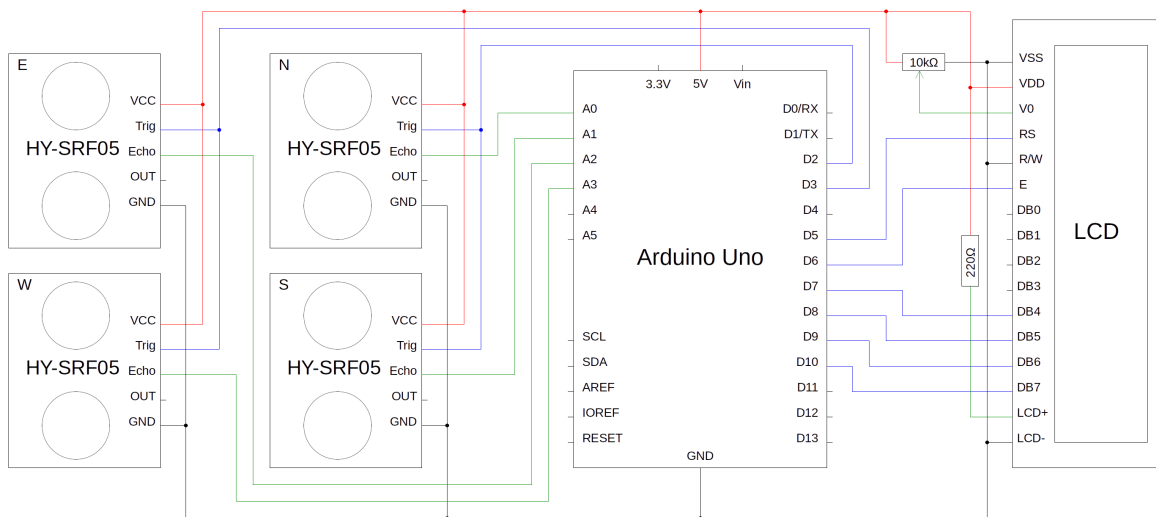 E
VCC
Trig
HY-SRF05
Echo
OUT
GND
N
VCC
Trig
HY-SRF05
Echo
OUT
GND
W
VCC
Trig
HY-SRF05
Echo
OUT
GND
S
VCC
Trig
HY-SRF05
Echo
OUT
GND
3.3V
5V
Vin
A0
A1
A2
A3
A4
A5
SCL
SDA
AREF
IOREF
RESET
Arduino Uno
D0/RX
D1/TX
D2
D3
D4
D5
D6
D7
D8
D9
D10
D11
D12
D13
GND
10kΩ
220Ω
VSS
VDD
V0
RS
R/W
E
DB0
DB1
DB2
DB3
DB4
DB5
DB6
DB7
LCD+
LCD-
LCD